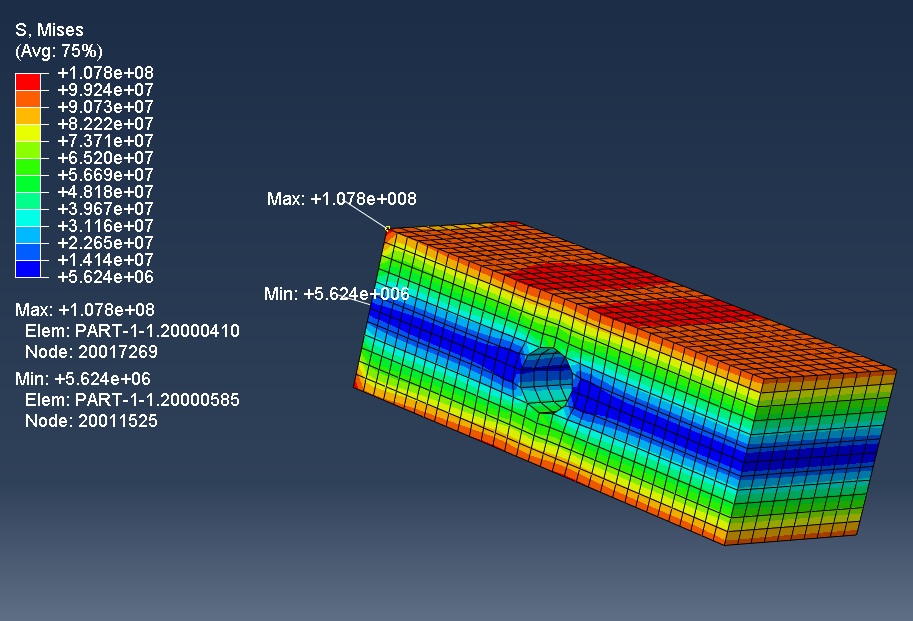 S, Mises
(Avg: 75%)
+1.078e+08
+9.924e+07
+9.073e+07
+8.222e+07
+7.371e+07
+6.520e+07
+5.669e+07
+4.818e+07
+3.967e+07
+3.116e+07
+2.265e+07
+1.414e+07
+5.624e+06
Max: +1.078e+08
Elem: PART-1-1.20000410
Node: 20017269
Min: +5.624e+06
Elem: PART-1-1.20000585
Node: 20011525
Max: +1.078e+008
Min: +5.624e+006